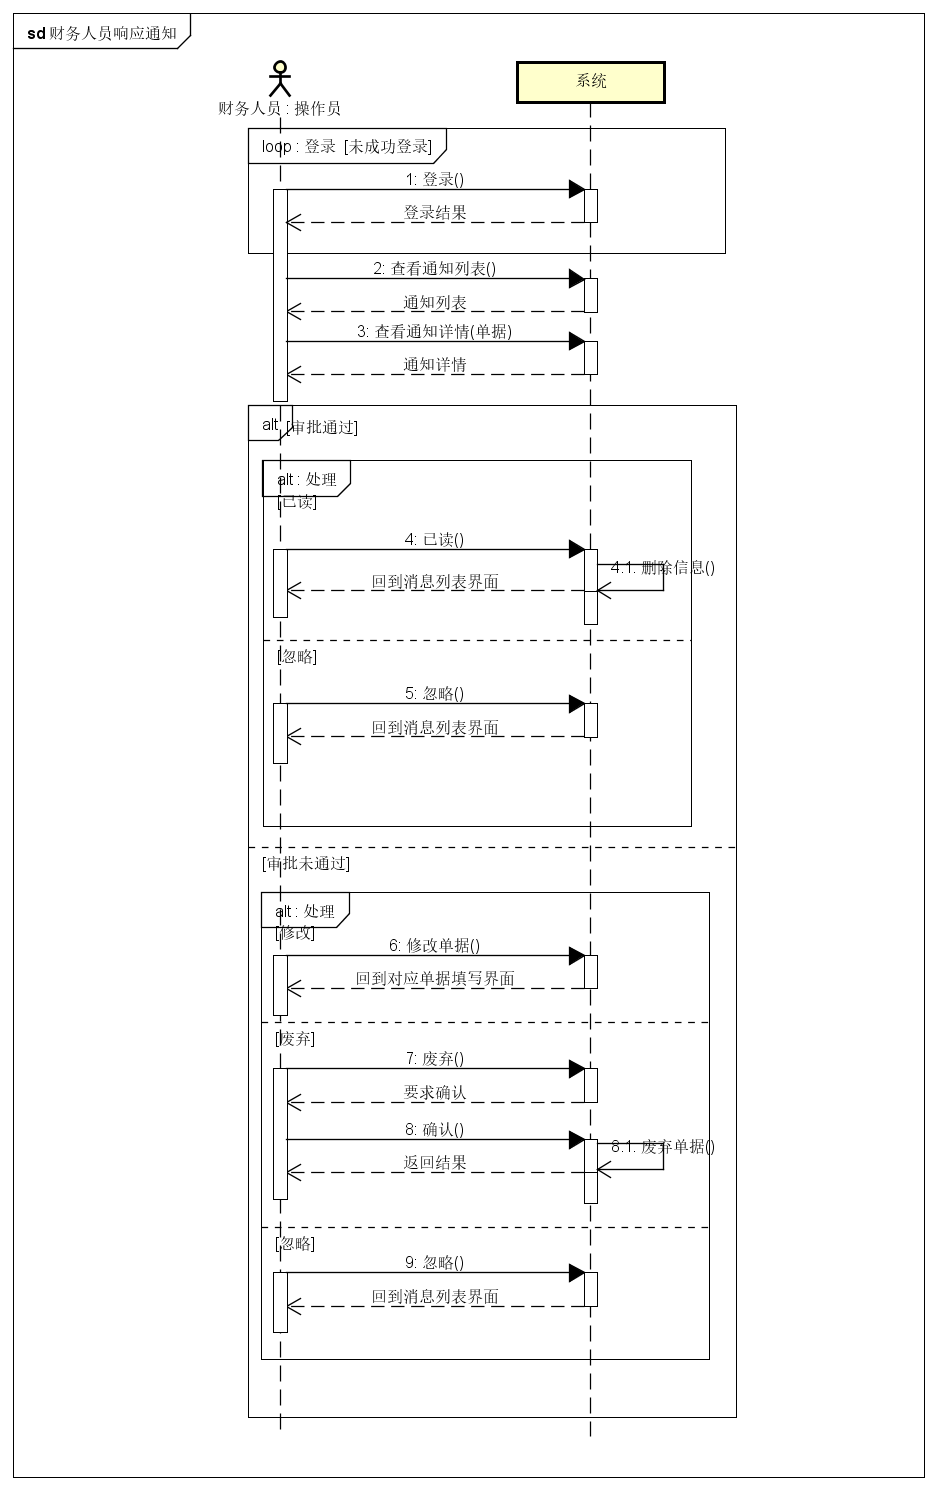 sd 财务人员响应通知
财务人员 : 操作员
系统
loop : 登录 [未成功登录]
1: 登录()
登录结果
2: 查看通知列表()
通知列表
3: 查看通知详情(单据)
通知详情
alt [审批通过]
alt : 处理
[已读]
4: 已读()
4.1: 删除信息()
回到消息列表界面
[忽略]
5: 忽略()
回到消息列表界面
[审批未通过]
alt : 处理
[修改]
6: 修改单据()
回到对应单据填写界面
[废弃]
7: 废弃()
要求确认
8: 确认()
8.1: 废弃单据()
返回结果
[忽略]
9: 忽略()
回到消息列表界面